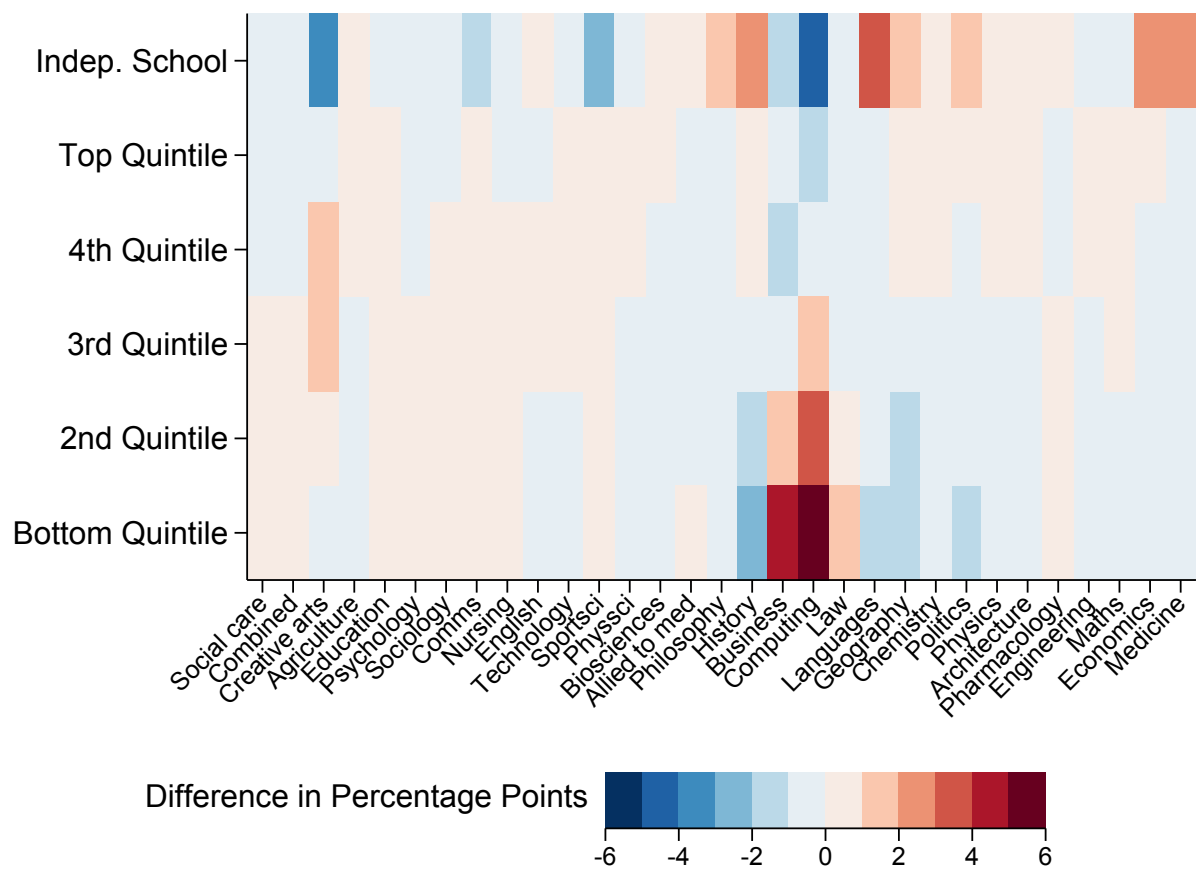 Indep. School
Top Quintile
4th Quintile
3rd Quintile
2nd Quintile
Bottom Quintile
Social care
Combined
Creative arts
Agriculture
Education
Psychology
Sociology
Comms
Nursing
English
Technology
Sportsci
Physsci
Biosciences
Allied to med
Philosophy
History
Business
Computing
Law
Languages
Geography
Chemistry
Politics
Physics
Architecture
Pharmacology
Engineering
Maths
Economics
Medicine
Difference in Percentage Points
-6 -4 -2 0 2 4 6